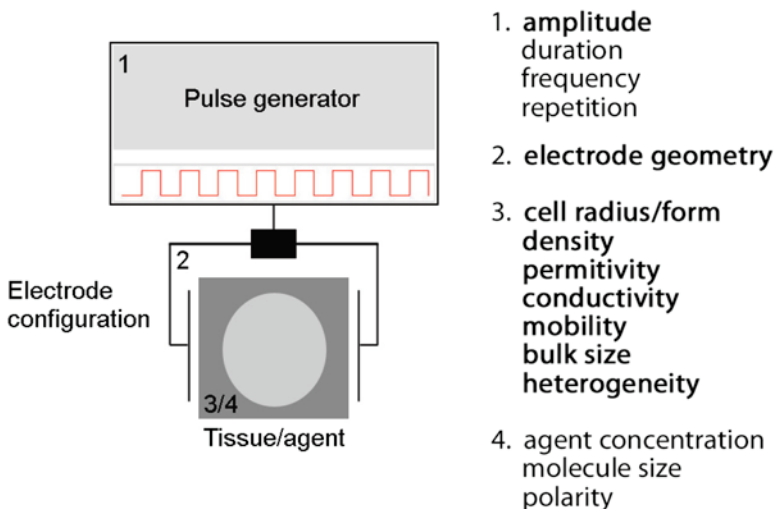 1
Pulse generator
2
Electrode
configuration
3/4
Tissue/agent
1. amplitude
duration
frequency
repetition
2. electrode geometry
3. cell radius/form
density
permitivity
conductivity
mobility
bulk size
heterogeneity
4. agent concentration
molecule size
polarity